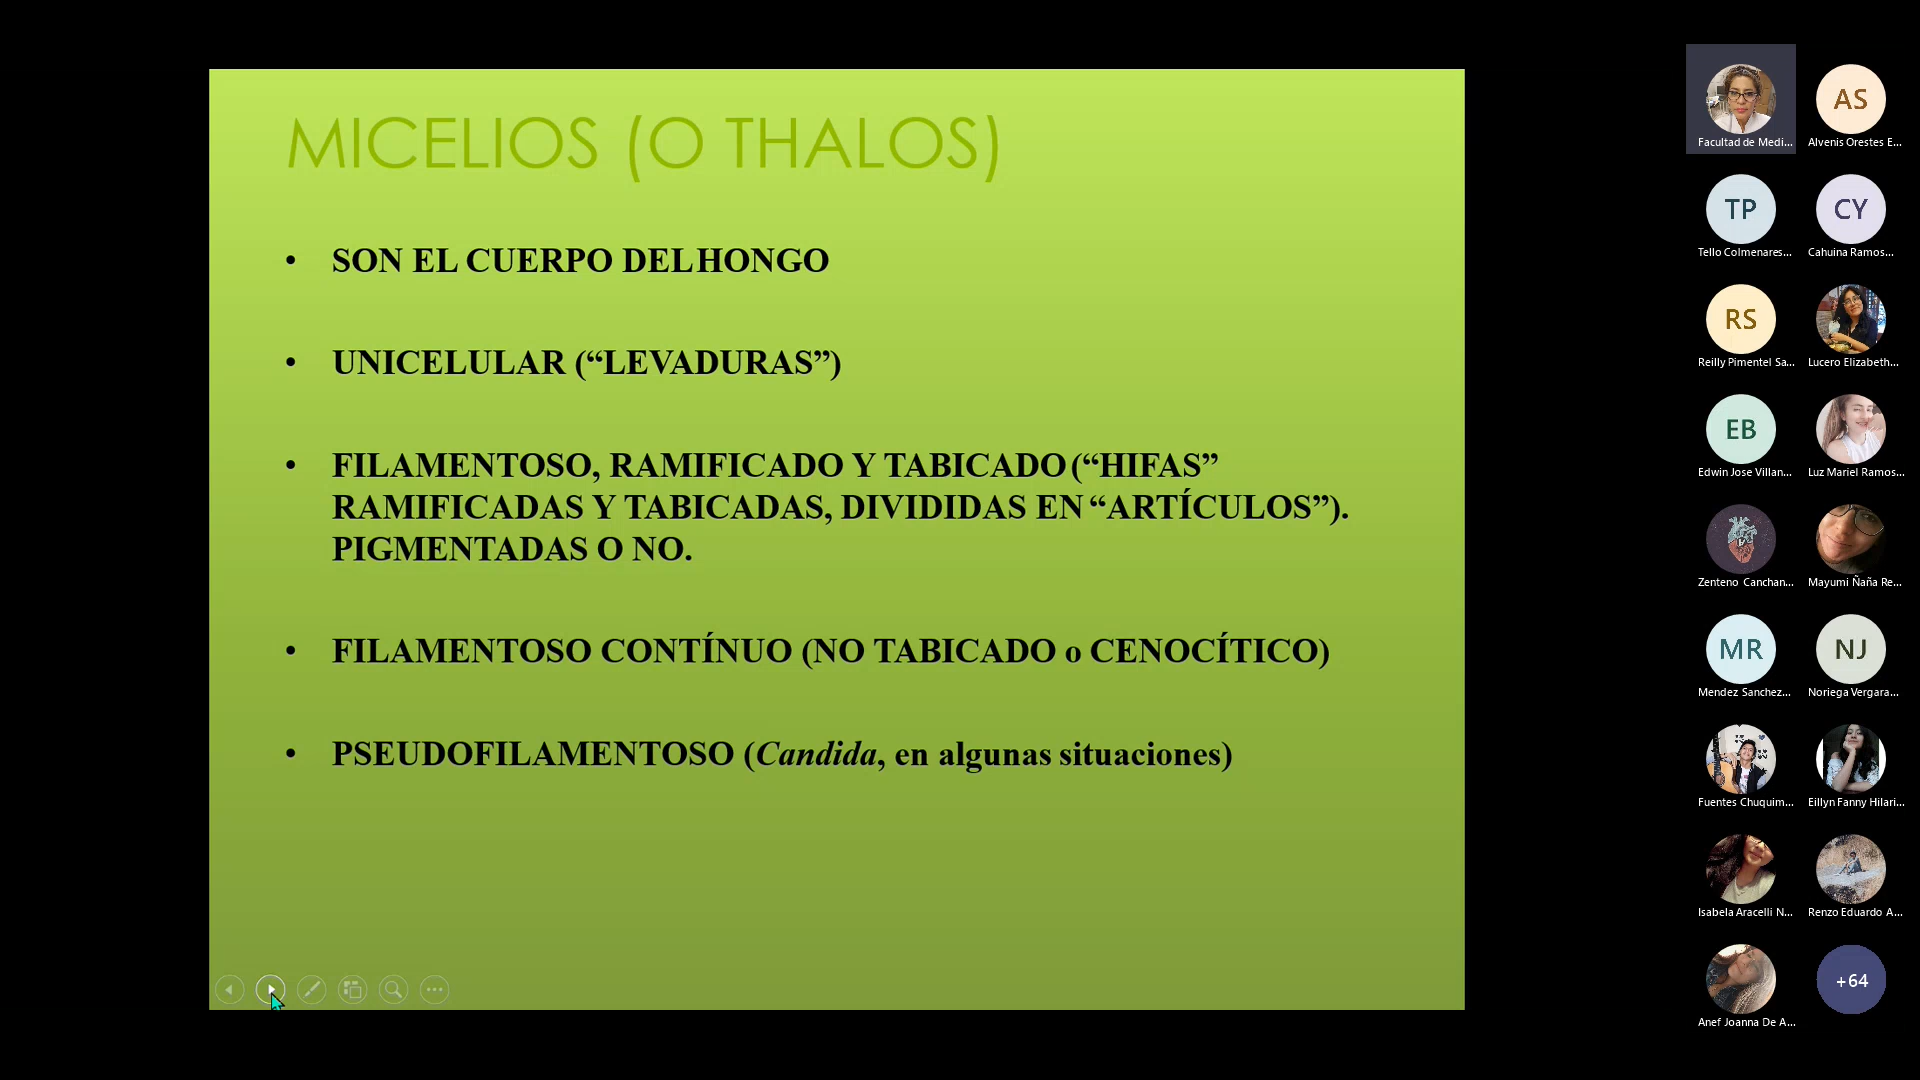 MICELIOS (O THALOS)
• SON EL CUERPO DEL HONGO
• UNICELULAR (“LEVADURAS”)
• FILAMENTOSO, RAMIFICADO Y TABICADO (“HIFAS”
RAMIFICADAS Y TABICADAS, DIVIDIDAS EN “ARTÍCULOS”).
PIGMENTADAS O NO.
• FILAMENTOSO CONTÍNUO (NO TABICADO o CENOCÍTICO)
• PSEUDOFILAMENTOSO (Candida, en algunas situaciones)
Facultad de Medi...
AS
Alvenis Orestes E...
TP
Tello Colmenares...
CY
Cahuina Ramos...
RS
Reilly Pimentel Sa...
Lucero Elizabeth...
EB
Edwin Jose Villan...
Luz Mariel Ramos...
Zenteno Canchan...
Mayumi Ñaña Re...
MR
Mendez Sanchez...
NJ
Noriega Vergara...
Fuentes Chuquim...
Eillyn Fanny Hilari...
Isabela Aracelli N...
Renzo Eduardo A...
Anef Joanna De A...
+64